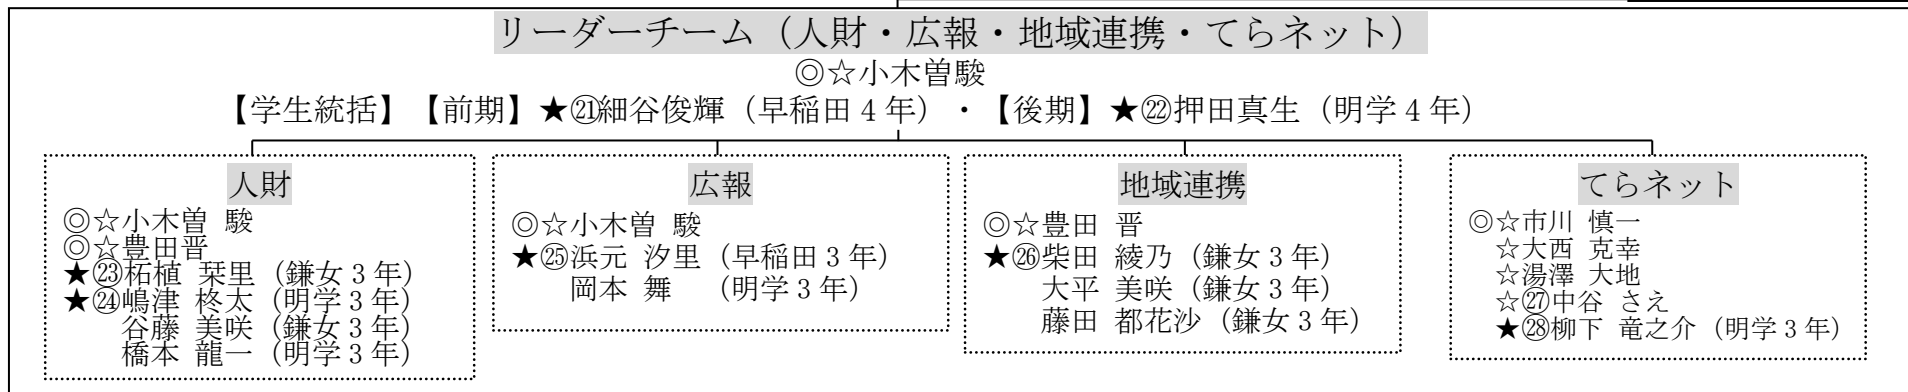 リーダーチーム（人財・広報・地域連携・てらネット）
◎☆小木曽駿
【学生統括】【前期】★㉑細谷俊輝（早稲田４年）・【後期】★㉒押田真生（明学４年）
人財
◎☆小木曽 駿
◎☆豊田晋
★㉓柘植 栞里（鎌女３年）
★㉔嶋津 柊太（明学３年）
谷藤 美咲（鎌女３年）
橋本 龍一（明学３年）
広報
◎☆小木曽 駿
★㉕浜元 汐里（早稲田３年）
岡本 舞　（明学３年）
地域連携
◎☆豊田 晋
★㉖柴田 綾乃（鎌女３年）
大平 美咲（鎌女３年）
藤田 都花沙（鎌女３年）
てらネット
◎☆市川 慎一
☆大西 克幸
☆湯澤 大地
☆㉗中谷 さえ
★㉘柳下 竜之介（明学３年）